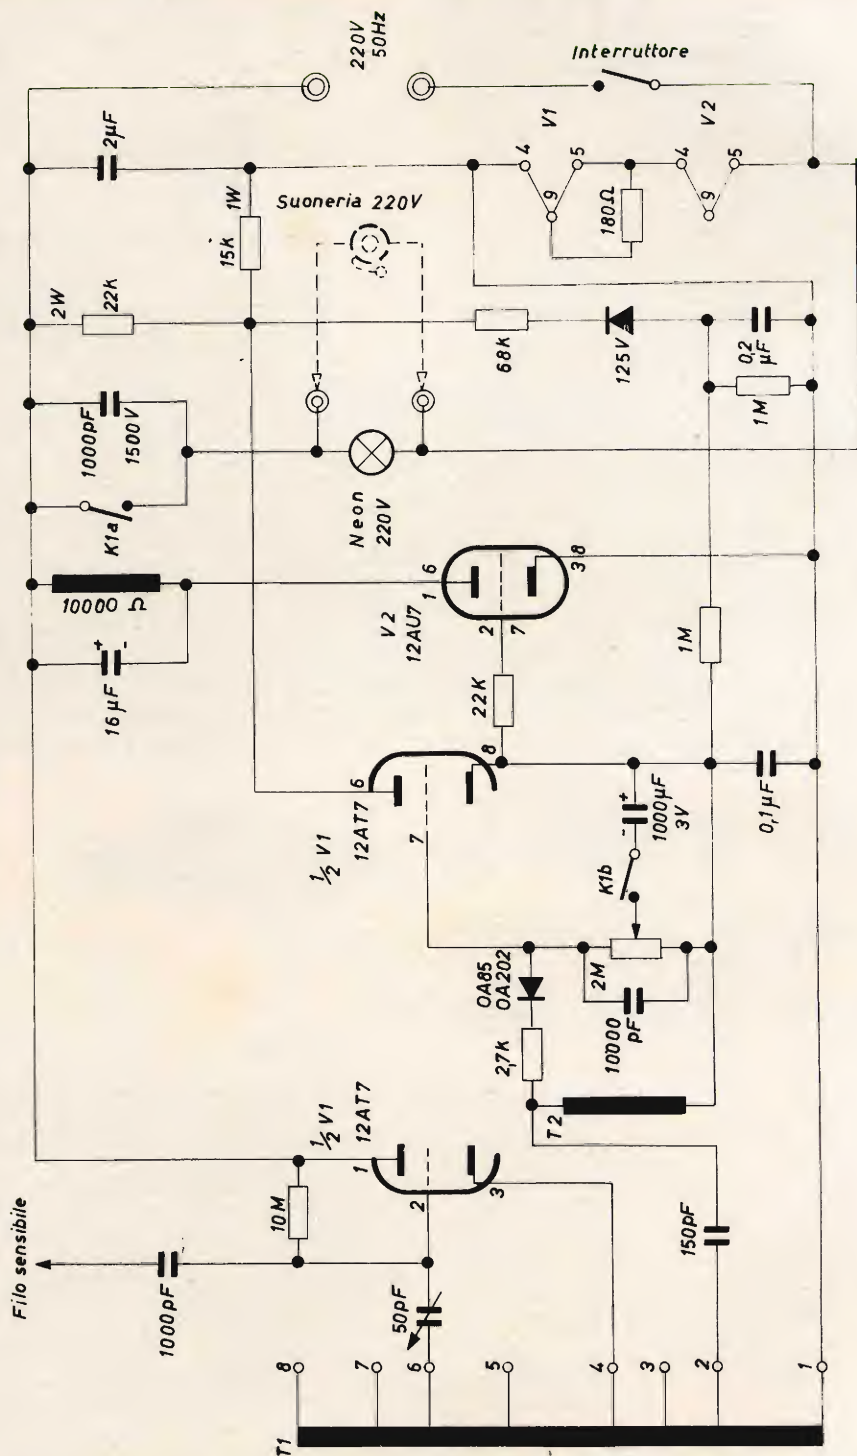 220V
50Hz
Interruttore
2µF
1W
15k
Suoneria 220V
V1
V2
4
5
9
4
5
9
180Ω
2W
22k
68k
125V
0,2
µF
1M
1000pF
1500V
K1a
Neon
220V
10000 Ω
16µF
+
-
V2
12AU7
6
1
2
7
3
8
22K
1M
½ V1
12AT7
6
7
8
- +
1000µF
3V
K1b
0,1µF
OA85
OA202
2,7k
2M
10000
pF
T2
½ V1
12AT7
1
2
3
10M
Filo sensibile
1000pF
50pF
150pF
8
7
6
5
4
3
2
1
T1